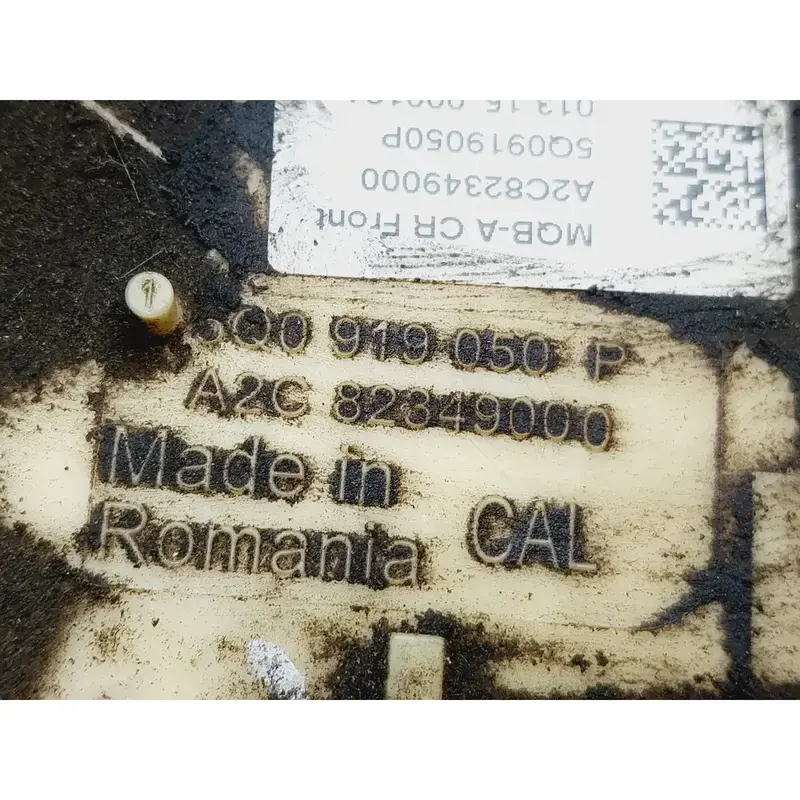 MQB-A CR Front
A2C82349000
5Q0919050P
5Q0 919 050 P
A2C 82349000
Made in
Romania CAL